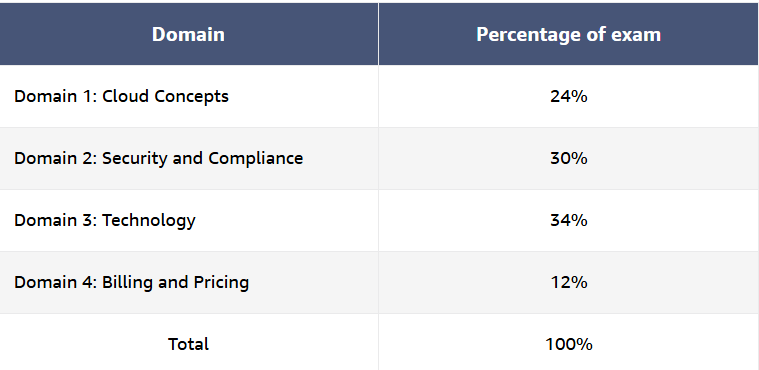 Domain Percentage of exam
Domain 1: Cloud Concepts 24%
Domain 2: Security and Compliance 30%
Domain 3: Technology 34%
Domain 4: Billing and Pricing 12%
Total 100%